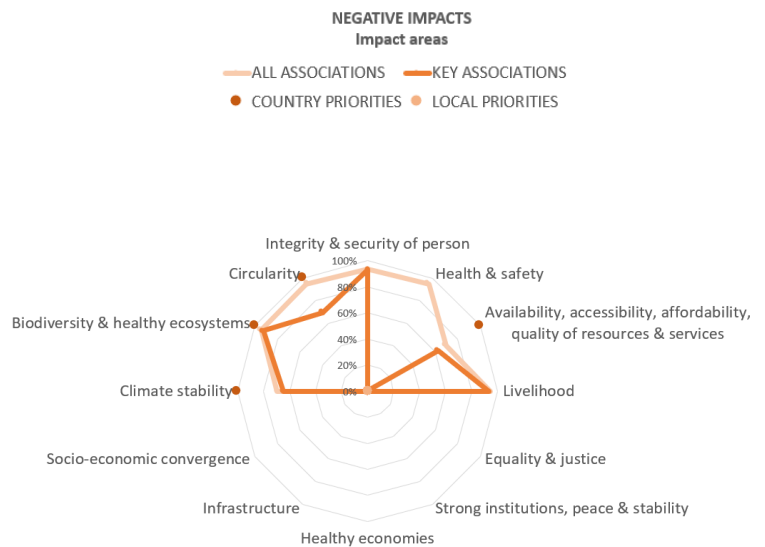 NEGATIVE IMPACTS
Impact areas
ALL ASSOCIATIONS
KEY ASSOCIATIONS
COUNTRY PRIORITIES
LOCAL PRIORITIES
Integrity & security of person
Health & safety
Availability, accessibility, affordability,
quality of resources & services
Livelihood
Equality & justice
Strong institutions, peace & stability
Healthy economies
Infrastructure
Socio-economic convergence
Climate stability
Biodiversity & healthy ecosystems
Circularity
100%
80%
60%
40%
20%
0%